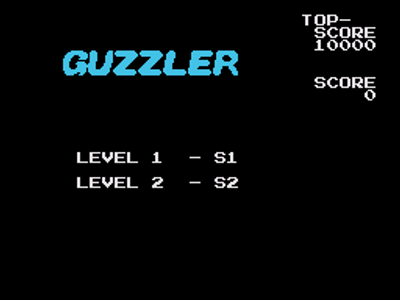 TOP-
SCORE
10000
GUZZLER
SCORE
0
LEVEL 1 - S1
LEVEL 2 - S2